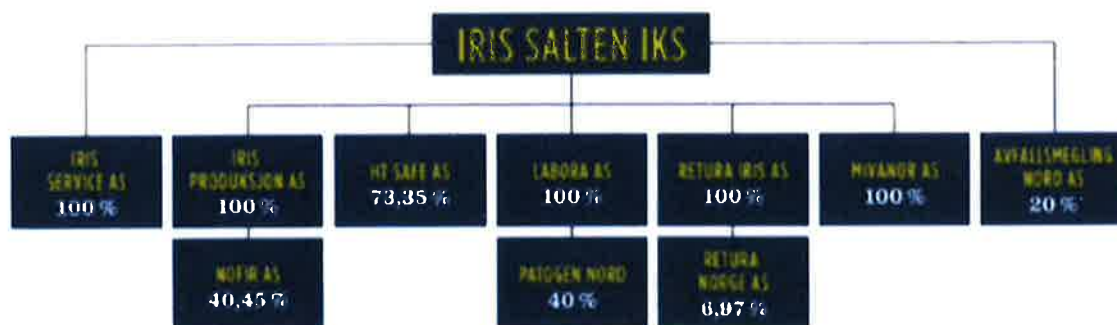 IRIS SALTEN IKS
IRIS
SERVICE AS
100 %
IRIS
PRODUKSJON AS
100 %
HT SAFE AS
73,35 %
LABORA AS
100 %
RETURA IRIS AS
100 %
MIVANOR AS
100 %
AVFALLSMEGLING
NORD AS
20 %
NOFIR AS
40,45 %
PATOGEN NORD
40 %
RETURA
NORGE AS
6,97 %